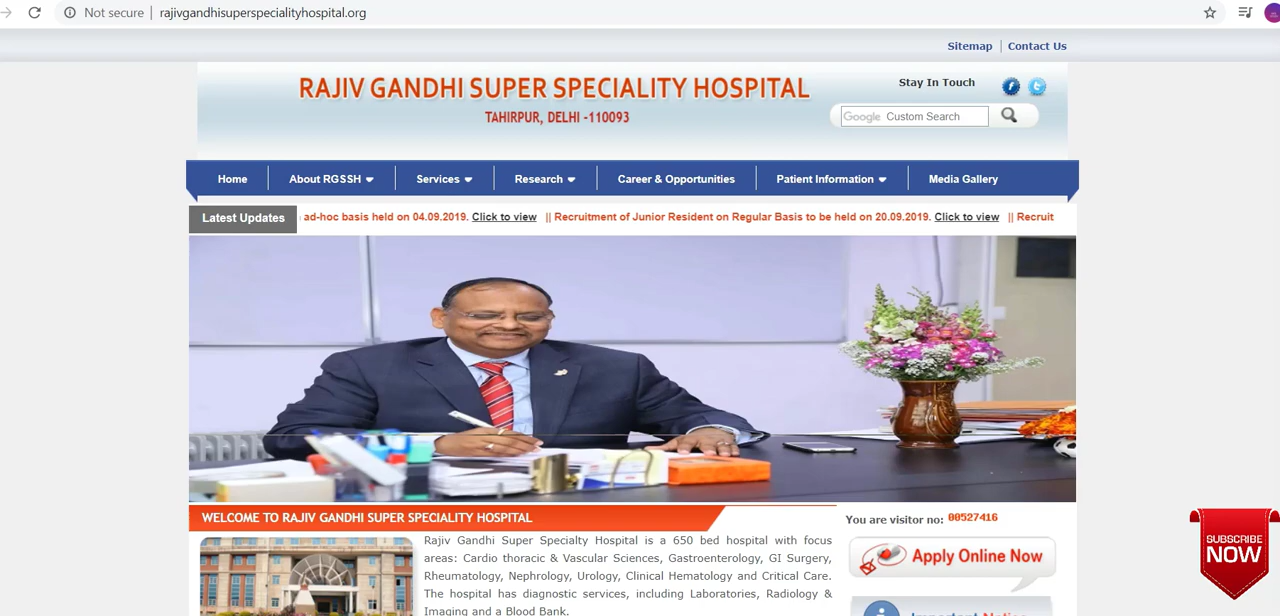 Not secure | rajivgandhisuperspecialityhospital.org
Sitemap | Contact Us
RAJIV GANDHI SUPER SPECIALITY HOSPITAL
TAHIRPUR, DELHI -110093
Stay In Touch
Google Custom Search
Home About RGSSH Services Research Career & Opportunities Patient Information Media Gallery
Latest Updates ad-hoc basis held on 04.09.2019. Click to view || Recruitment of Junior Resident on Regular Basis to be held on 20.09.2019. Click to view || Recruit
WELCOME TO RAJIV GANDHI SUPER SPECIALITY HOSPITAL
Rajiv Gandhi Super Specialty Hospital is a 650 bed hospital with focus
areas: Cardio thoracic & Vascular Sciences, Gastroenterology, GI Surgery,
Rheumatology, Nephrology, Urology, Clinical Hematology and Critical Care.
The hospital has diagnostic services, including Laboratories, Radiology &
Imaging and a Blood Bank.
You are visitor no: 00527416
Apply Online Now
Important Notice
SUBSCRIBE
NOW